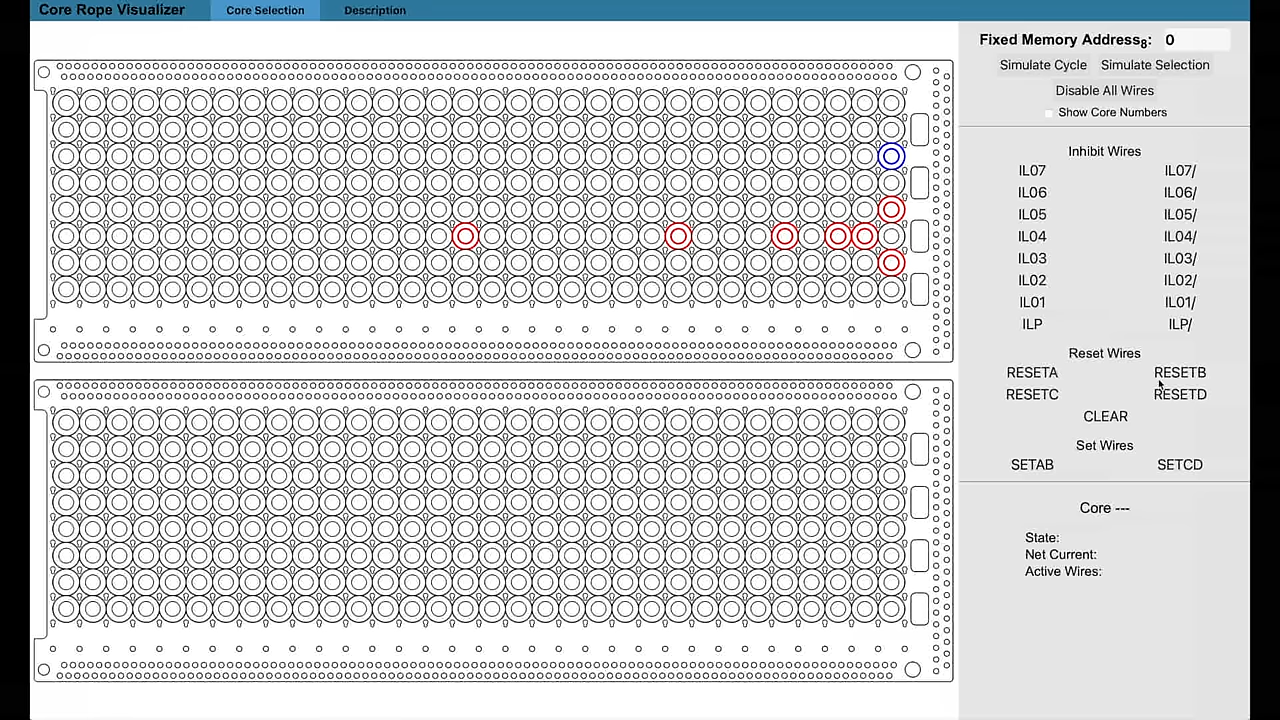 Core Rope Visualizer Core Selection Description
Fixed Memory Address8: 0
Simulate Cycle Simulate Selection
Disable All Wires
Show Core Numbers
Inhibit Wires
IL07 IL07/
IL06 IL06/
IL05 IL05/
IL04 IL04/
IL03 IL03/
IL02 IL02/
IL01 IL01/
ILP ILP/
Reset Wires
RESETA RESETB
RESETC RESETD
CLEAR
Set Wires
SETAB SETCD
Core ---
State:
Net Current:
Active Wires: